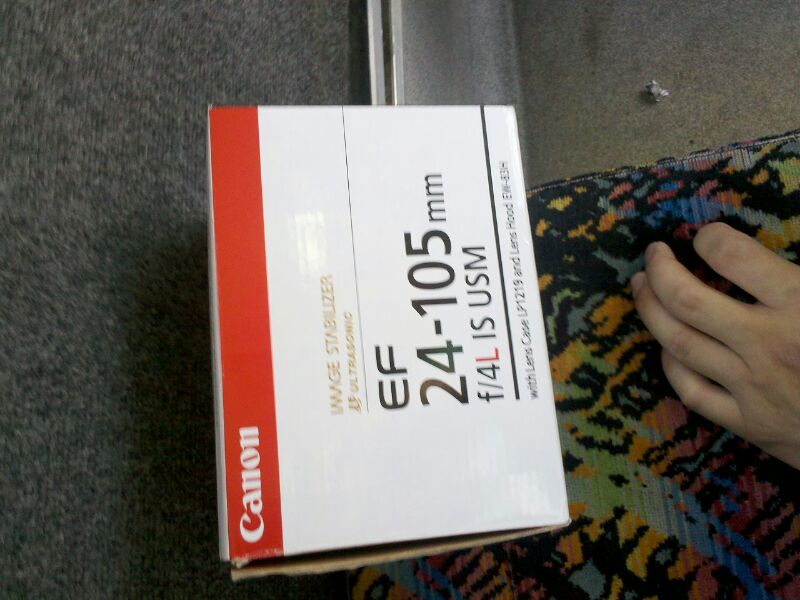 Canon
IMAGE STABILIZER
ULTRASONIC
EF
24-105mm
f/4L IS USM
with Lens Case LP1219 and Lens Hood EW-83H